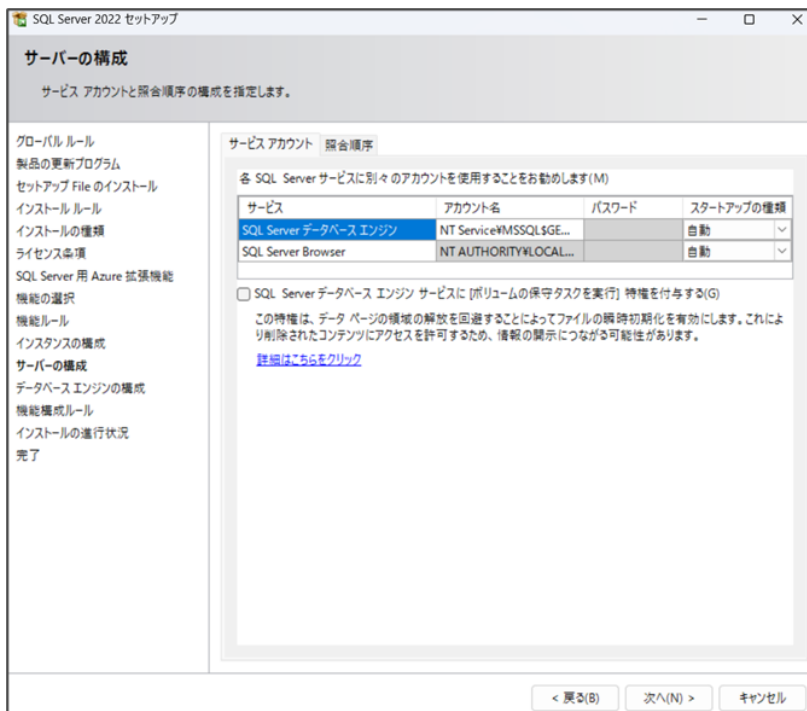 SQL Server 2022 セットアップ
サーバーの構成
サービス アカウントと照合順序の構成を指定します。
グローバル ルール
製品の更新プログラム
セットアップ File のインストール
インストール ルール
インストールの種類
ライセンス条項
SQL Server 用 Azure 拡張機能
機能の選択
機能ルール
インスタンスの構成
サーバーの構成
データベース エンジンの構成
機能構成ルール
インストールの進行状況
完了
サービス アカウント 照合順序
各 SQL Server サービスに別々のアカウントを使用することをお勧めします(M)
サービス アカウント名 パスワード スタートアップの種類
SQL Server データベース エンジン NT Service¥MSSQL$GE... 自動
SQL Server Browser NT AUTHORITY¥LOCAL... 自動
SQL Server データベース エンジン サービスに [ボリュームの保守タスクを実行] 特権を付与する(G)
この特権は、データ ページの領域の解放を回避することによってファイルの瞬時初期化を有効にします。これによ
り削除されたコンテンツにアクセスを許可するため、情報の開示につながる可能性があります。
詳細はこちらをクリック
< 戻る(B) 次へ(N) > キャンセル